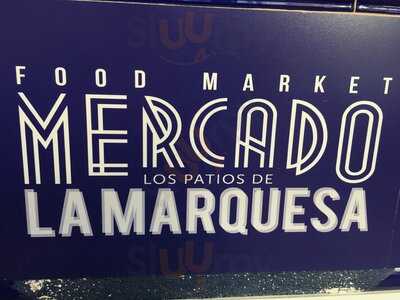 FOOD MARKET
MERCADO
LOS PATIOS DE
LA MARQUESA